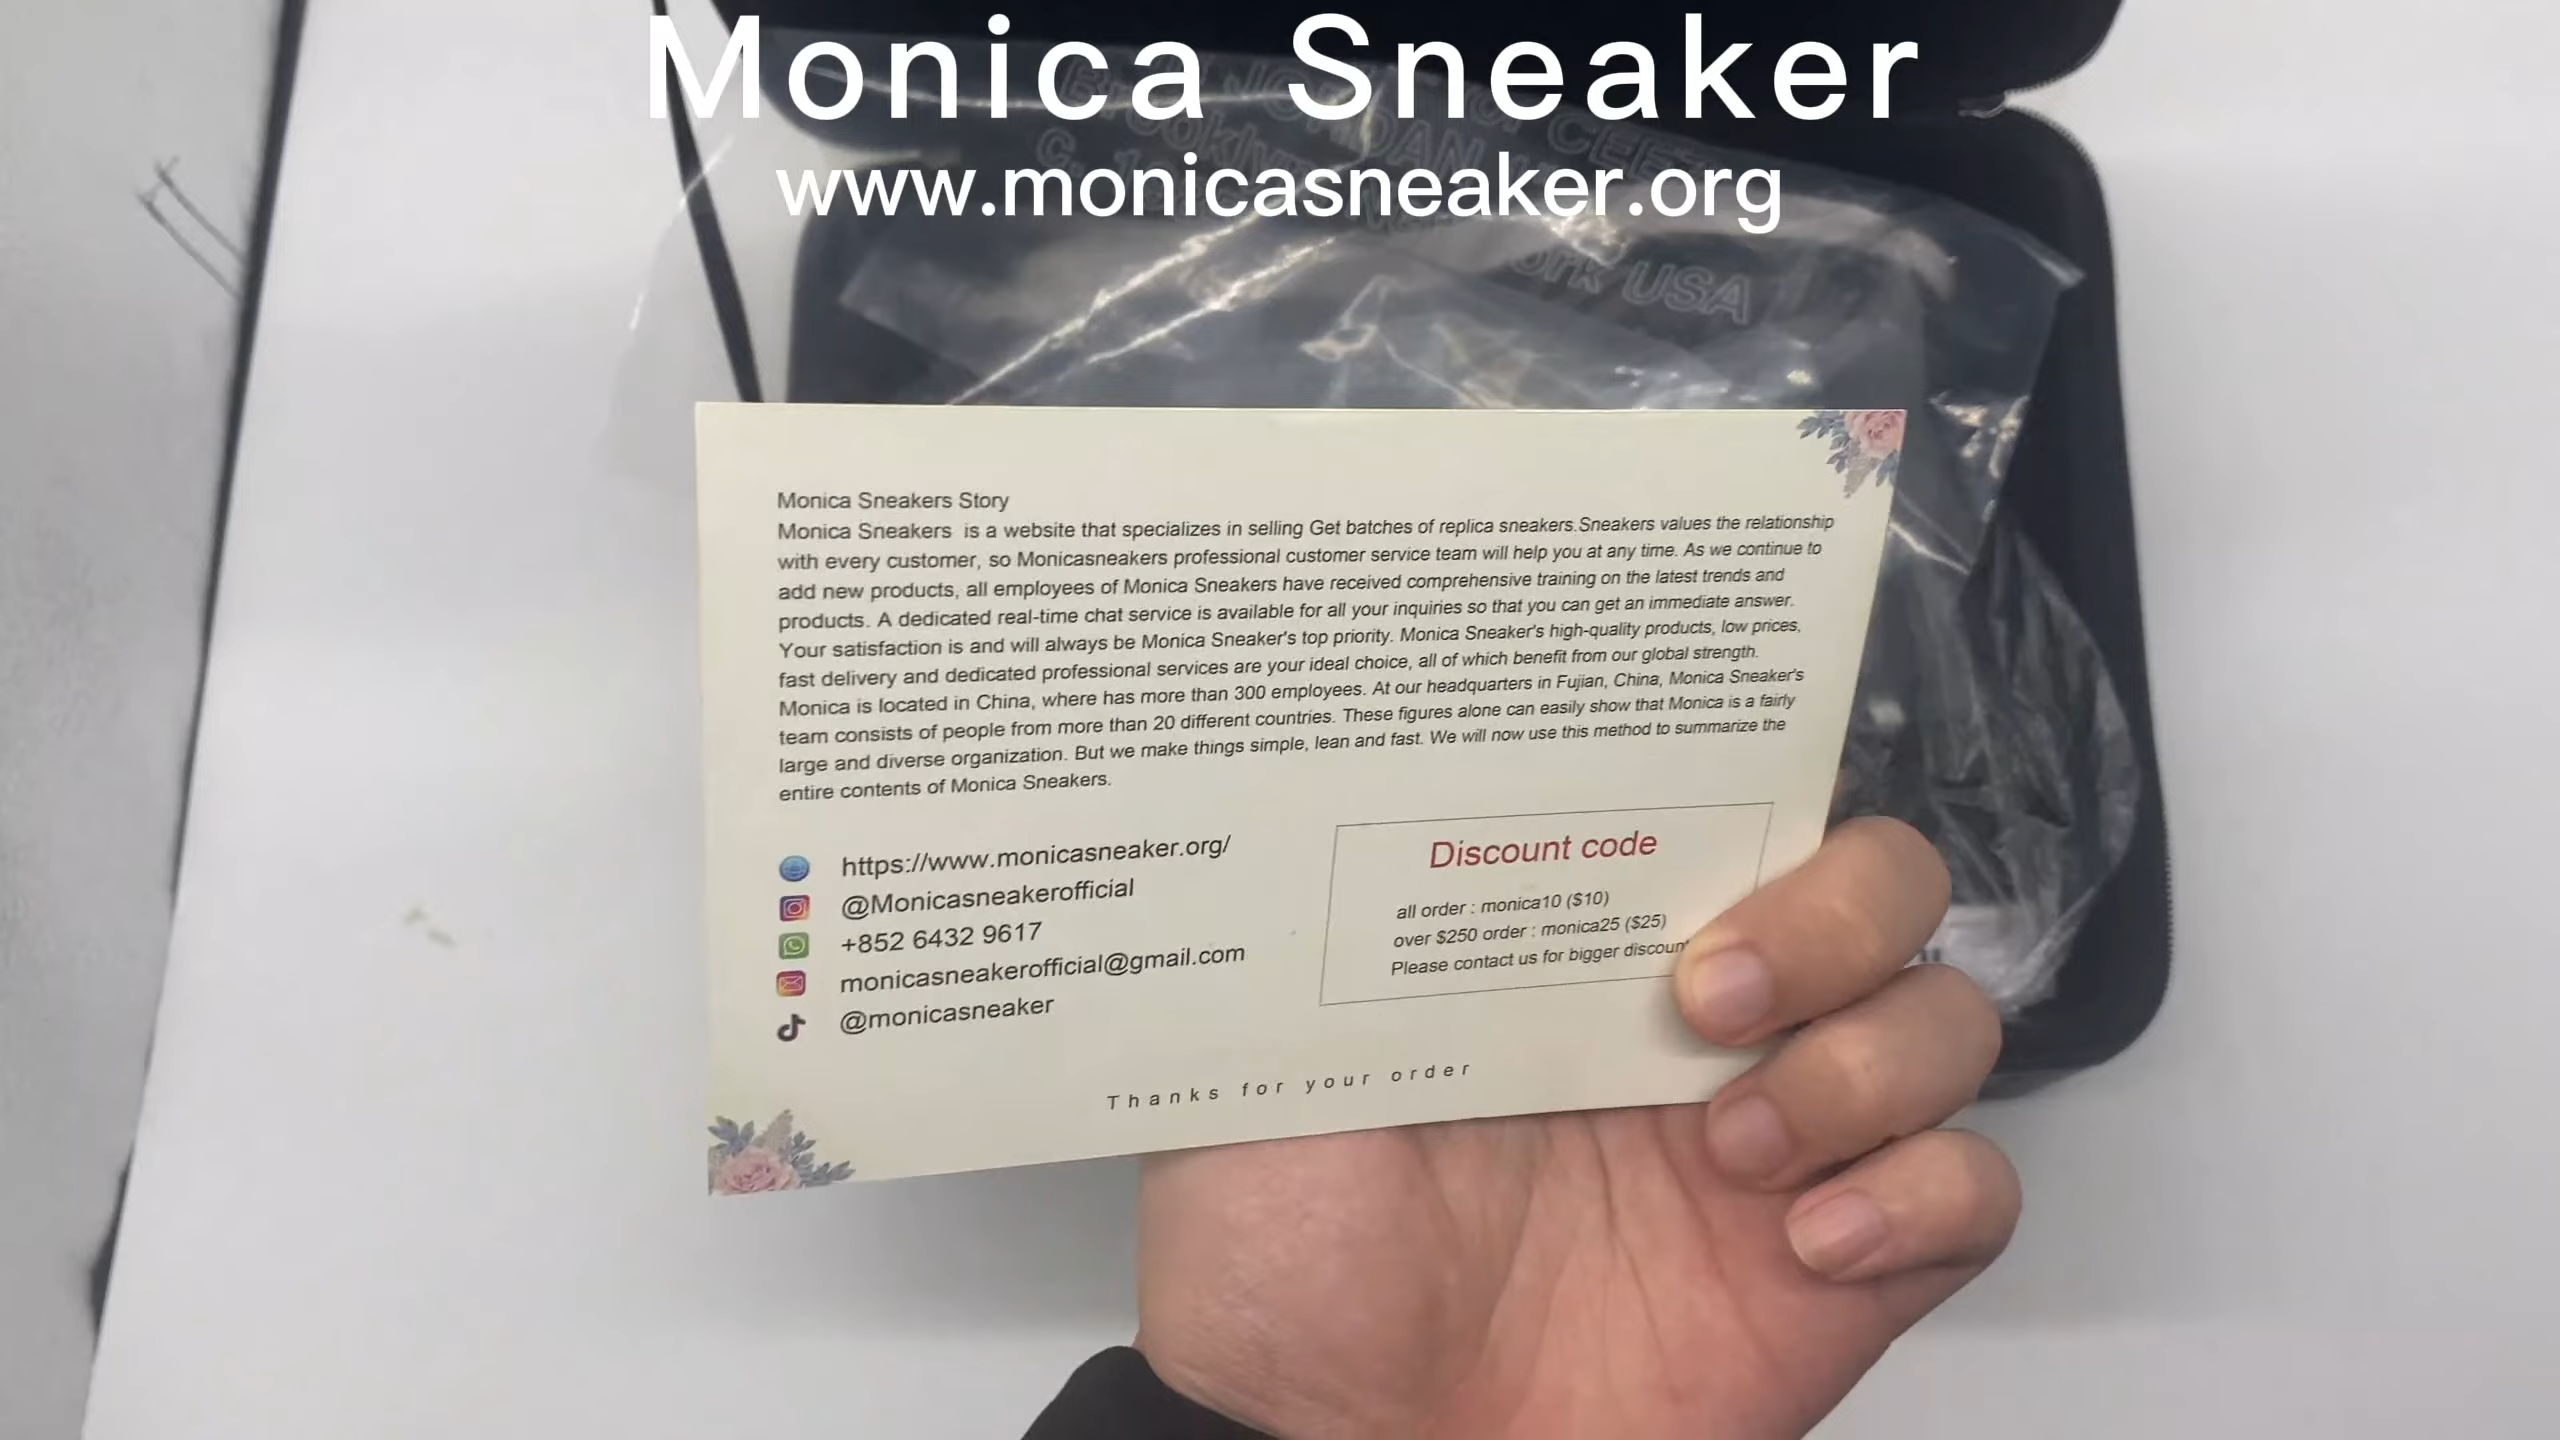 Monica Sneaker
www.monicasneaker.org
JORDAN
Brooklyn
USA
Monica Sneakers Story
Monica Sneakers is a website that specializes in selling Get batches of replica sneakers.Sneakers values the relationship
with every customer, so Monicasneakers professional customer service team will help you at any time. As we continue to
add new products, all employees of Monica Sneakers have received comprehensive training on the latest trends and
products. A dedicated real-time chat service is available for all your inquiries so that you can get an immediate answer.
Your satisfaction is and will always be Monica Sneaker's top priority. Monica Sneaker's high-quality products, low prices,
fast delivery and dedicated professional services are your ideal choice, all of which benefit from our global strength.
Monica is located in China, where has more than 300 employees. At our headquarters in Fujian, China, Monica Sneaker's
team consists of people from more than 20 different countries. These figures alone can easily show that Monica is a fairly
large and diverse organization. But we make things simple, lean and fast. We will now use this method to summarize the
entire contents of Monica Sneakers.
https://www.monicasneaker.org/
@Monicasneakerofficial
+852 6432 9617
monicasneakerofficial@gmail.com
@monicasneaker
Discount code
all order : monica10 ($10)
over $250 order : monica25 ($25)
Please contact us for bigger discoun
Thanks for your order